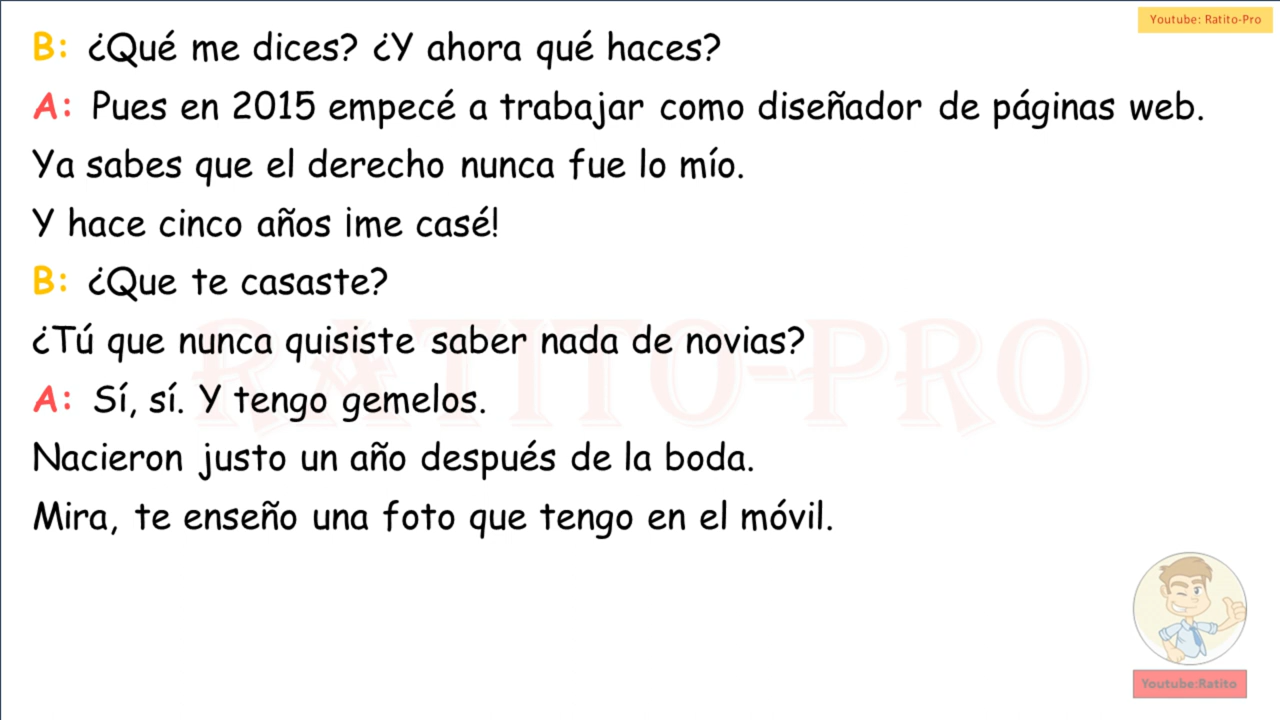 Youtube: Ratito-Pro
B: ¿Qué me dices? ¿Y ahora qué haces?
A: Pues en 2015 empecé a trabajar como diseñador de páginas web.
Ya sabes que el derecho nunca fue lo mío.
Y hace cinco años ¡me casé!
B: ¿Que te casaste?
¿Tú que nunca quisiste saber nada de novias?
A: Sí, sí. Y tengo gemelos.
Nacieron justo un año después de la boda.
Mira, te enseño una foto que tengo en el móvil.
RATITO-PRO
Youtube:Ratito